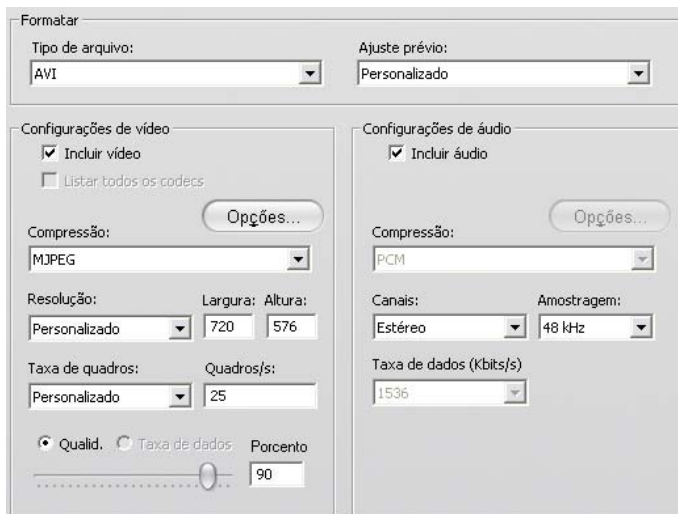 Formatar
Tipo de arquivo:
AVI
Ajuste prévio:
Personalizado
Configurações de vídeo
Incluir vídeo
Listar todos os codecs
Opções...
Compressão:
MJPEG
Resolução:
Largura:
Altura:
Personalizado
720
576
Taxa de quadros:
Quadros/s:
Personalizado
25
Qualid.
Taxa de dados
Porcento
90
Configurações de áudio
Incluir áudio
Opções...
Compressão:
PCM
Canais:
Amostragem:
Estéreo
48 kHz
Taxa de dados (Kbits/s)
1536